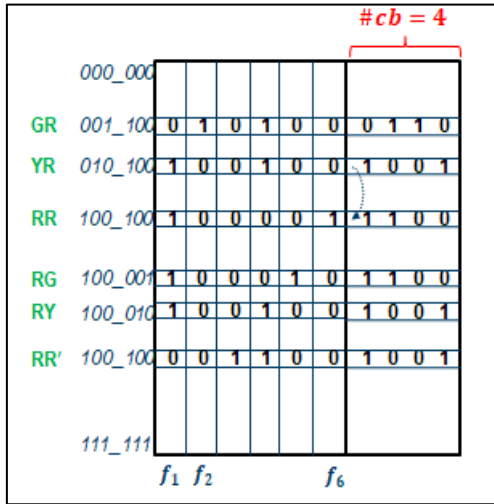 #cb = 4
000_000
GR 001_100 0 1 0 1 0 0 0 1 1 0
YR 010_100 1 0 0 1 0 0 1 0 0 1
RR 100_100 1 0 0 0 0 1 1 1 0 0
RG 100_001 1 0 0 0 1 0 1 1 0 0
RY 100_010 1 0 0 1 0 0 1 0 0 1
RR′ 100_100 0 0 1 1 0 0 1 0 0 1
111_111
f₁ f₂ f₆